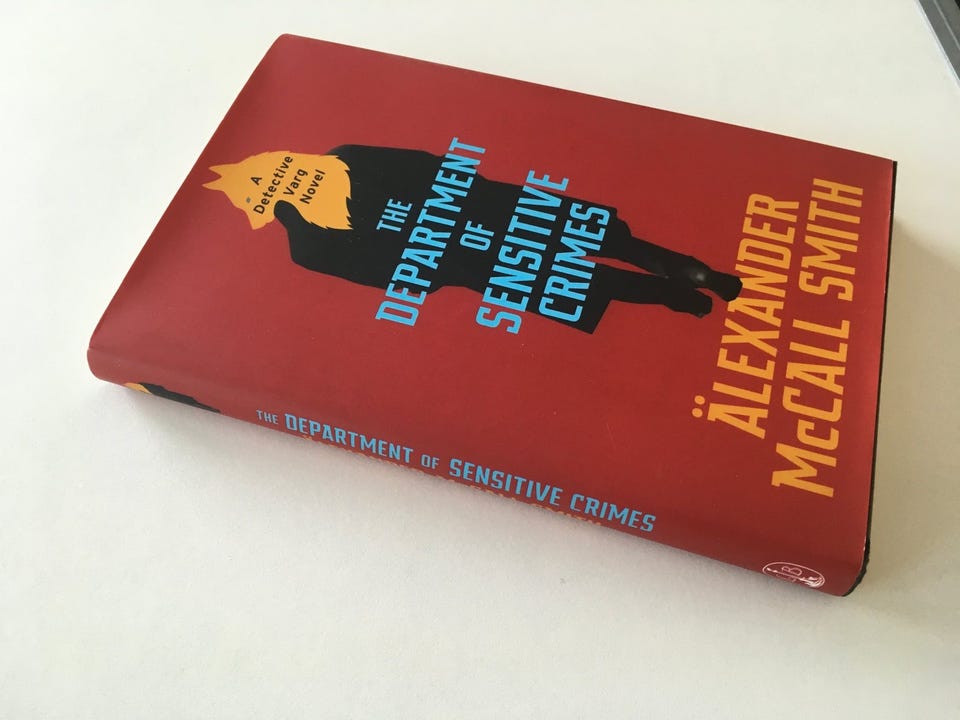 A
Detective
Varg
Novel
THE
DEPARTMENT
OF
SENSITIVE
CRIMES
ÄLEXANDER
McCALL SMITH
THE DEPARTMENT OF SENSITIVE CRIMES